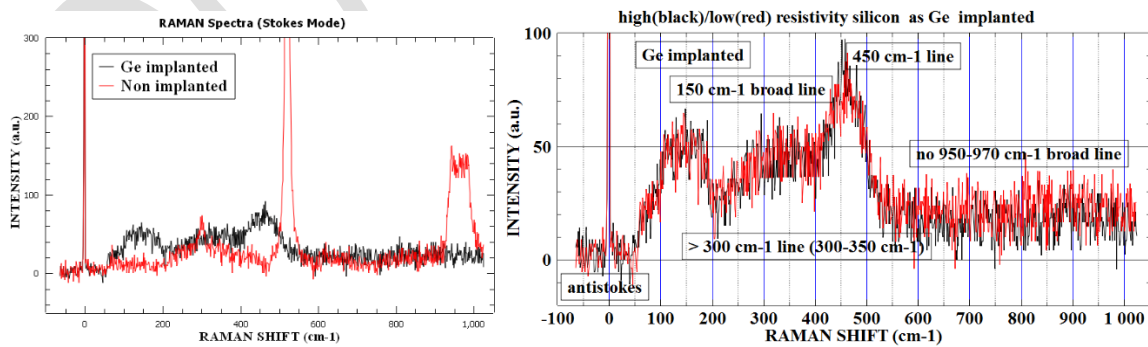 RAMAN Spectra (Stokes Mode)
300
200
100
0
INTENSITY (a.u.)
Ge implanted
Non implanted
0
200
400
600
800
1,000
RAMAN SHIFT (cm-1)
high(black)/low(red) resistivity silicon as Ge implanted
100
50
0
INTENSITY (a.u.)
Ge implanted
450 cm-1 line
150 cm-1 broad line
no 950-970 cm-1 broad line
> 300 cm-1 line (300-350 cm-1)
antistokes
-100
0
100
200
300
400
500
600
700
800
900
1 000
RAMAN SHIFT (cm-1)